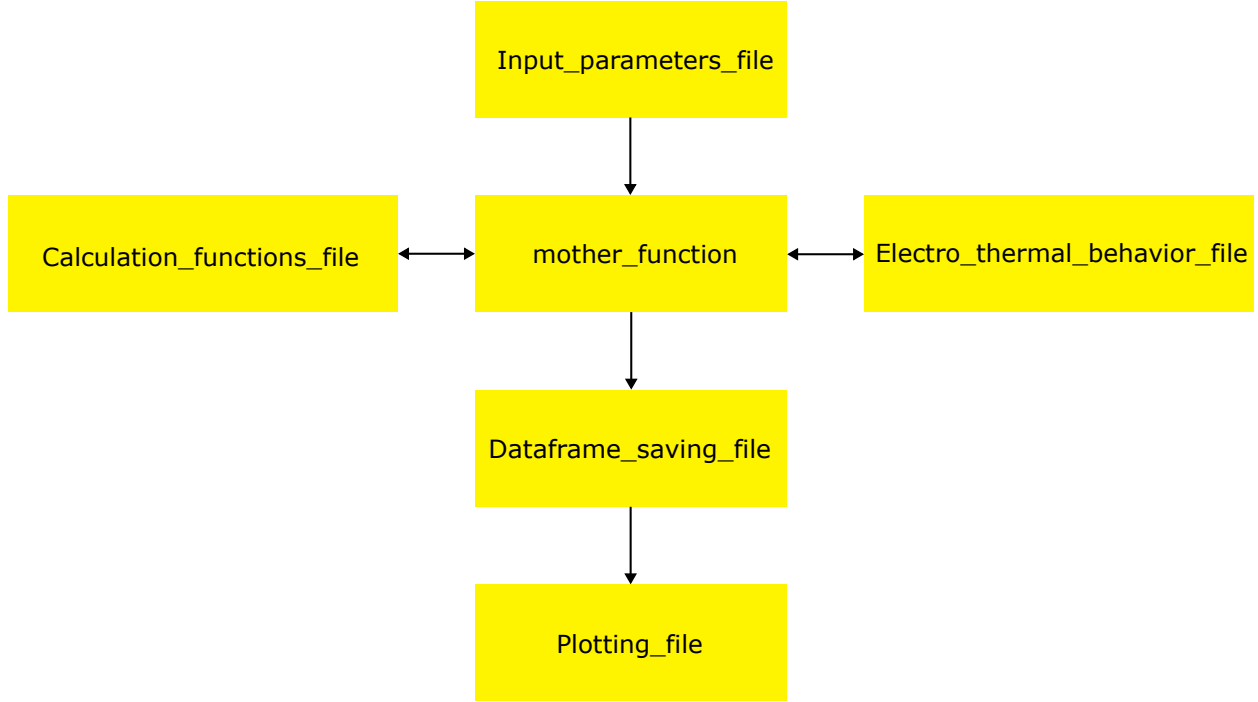 Input_parameters_file
Calculation_functions_file
mother_function
Electro_thermal_behavior_file
Dataframe_saving_file
Plotting_file